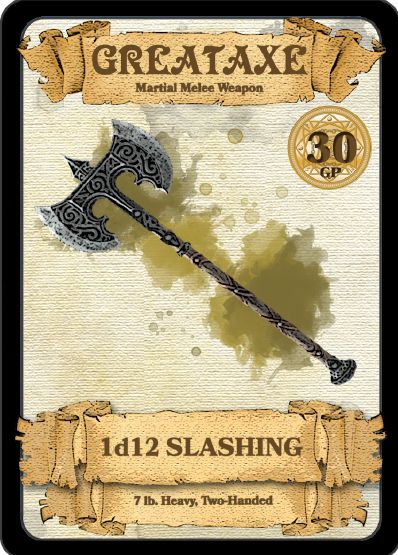 GREATAXE
Martial Melee Weapon
30
GP
1d12 SLASHING
7 lb. Heavy, Two-Handed